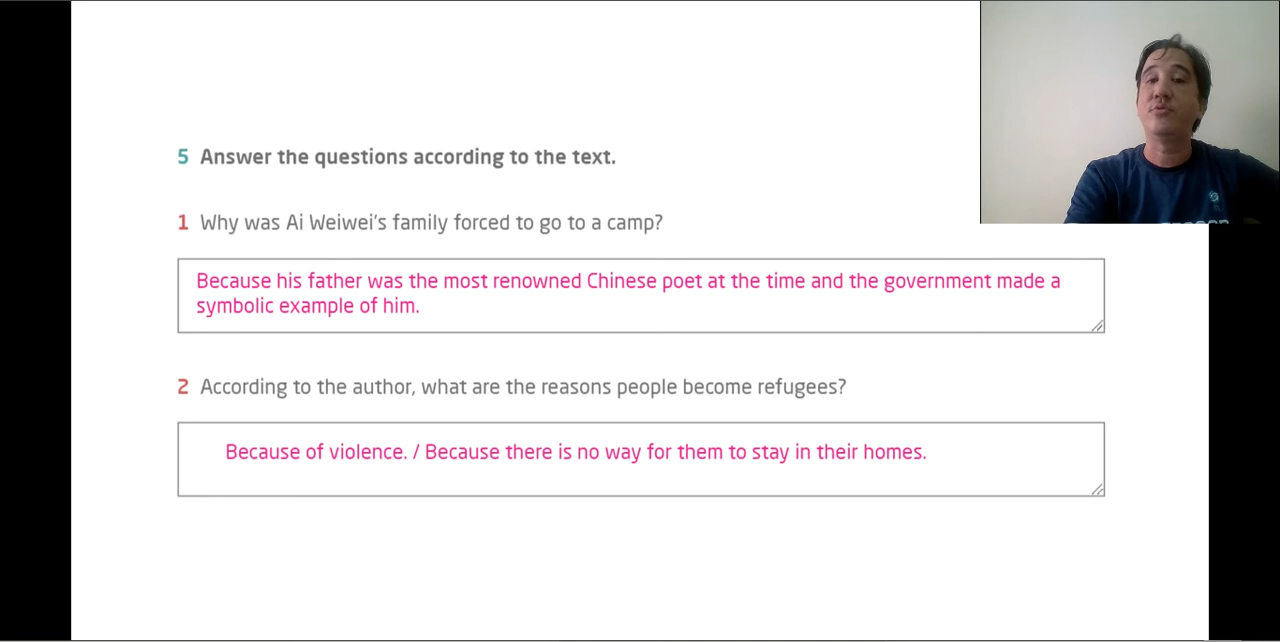 5 Answer the questions according to the text.
1 Why was Ai Weiwei's family forced to go to a camp?
Because his father was the most renowned Chinese poet at the time and the government made a
symbolic example of him.
2 According to the author, what are the reasons people become refugees?
Because of violence. / Because there is no way for them to stay in their homes.